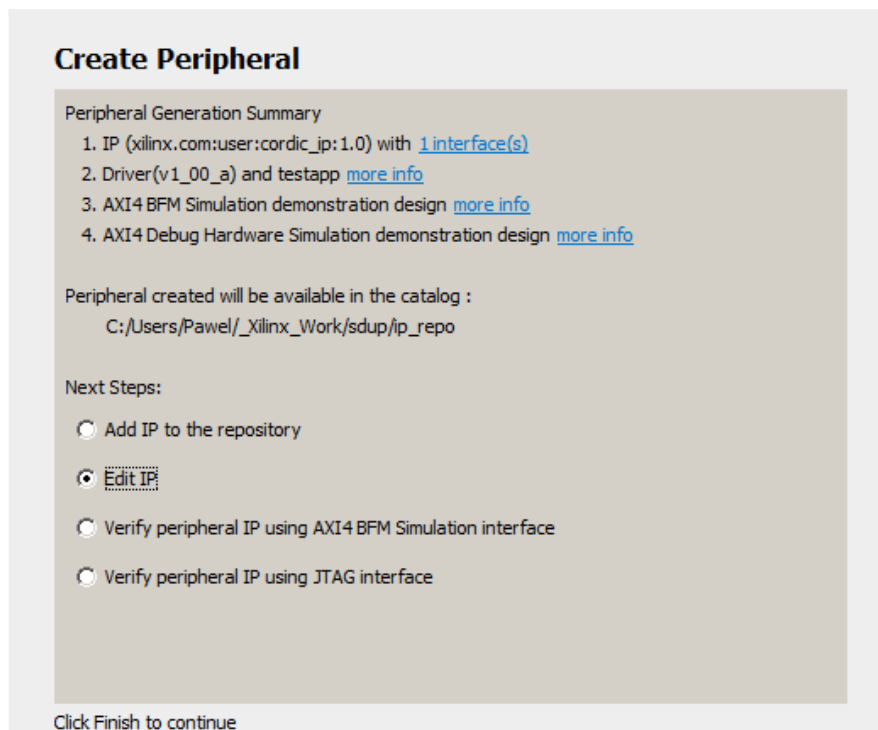 Create Peripheral
Peripheral Generation Summary
1. IP (xilinx.com:user:cordic_ip:1.0) with 1 interface(s)
2. Driver(v1_00_a) and testapp more info
3. AXI4 BFM Simulation demonstration design more info
4. AXI4 Debug Hardware Simulation demonstration design more info
Peripheral created will be available in the catalog :
C:/Users/Pawel/_Xilinx_Work/sdup/ip_repo
Next Steps:
Add IP to the repository
Edit IP
Verify peripheral IP using AXI4 BFM Simulation interface
Verify peripheral IP using JTAG interface
Click Finish to continue